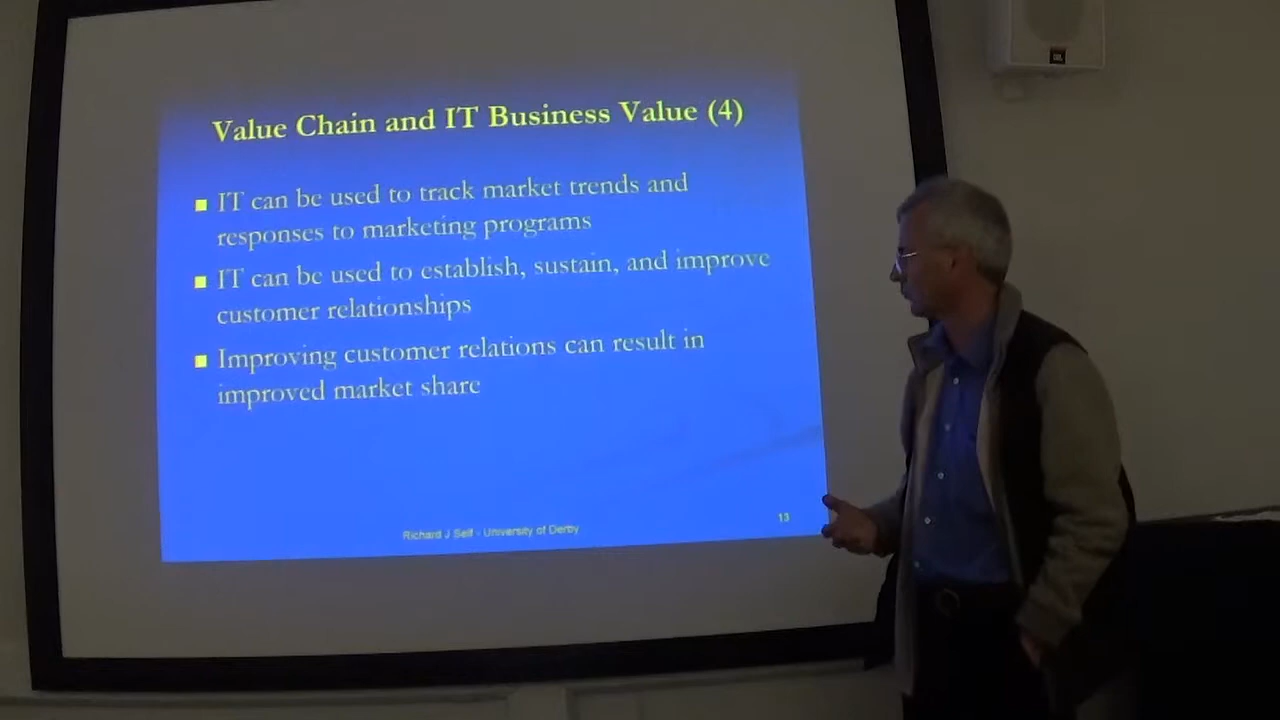 Value Chain and IT Business Value (4)
IT can be used to track market trends and
responses to marketing programs
IT can be used to establish, sustain, and improve
customer relationships
Improving customer relations can result in
improved market share
Richard J Self - University of Derby
13
JBL